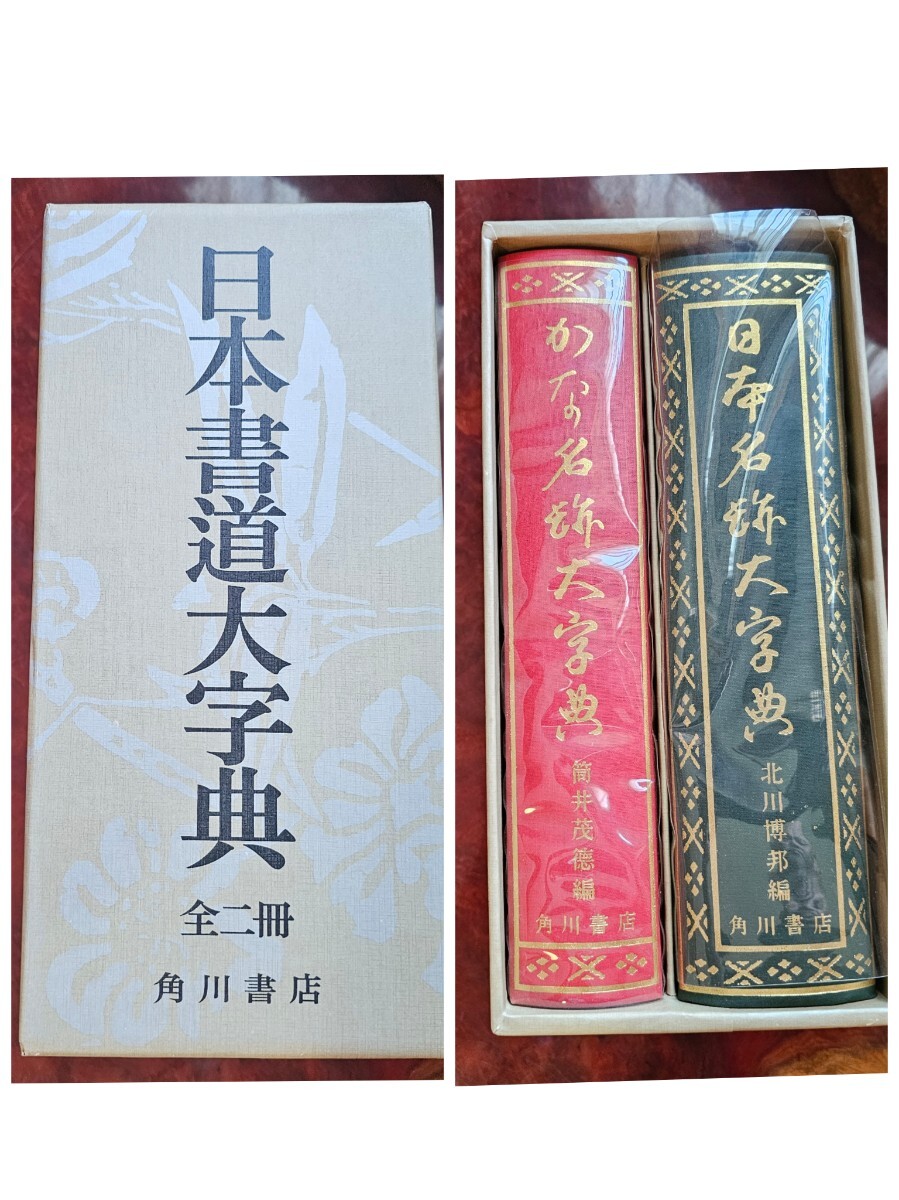 日本書道大字典
全二冊
角川書店
かな名跡大字典
筒井茂徳編
角川書店
日本名跡大字典
北川博邦編
角川書店